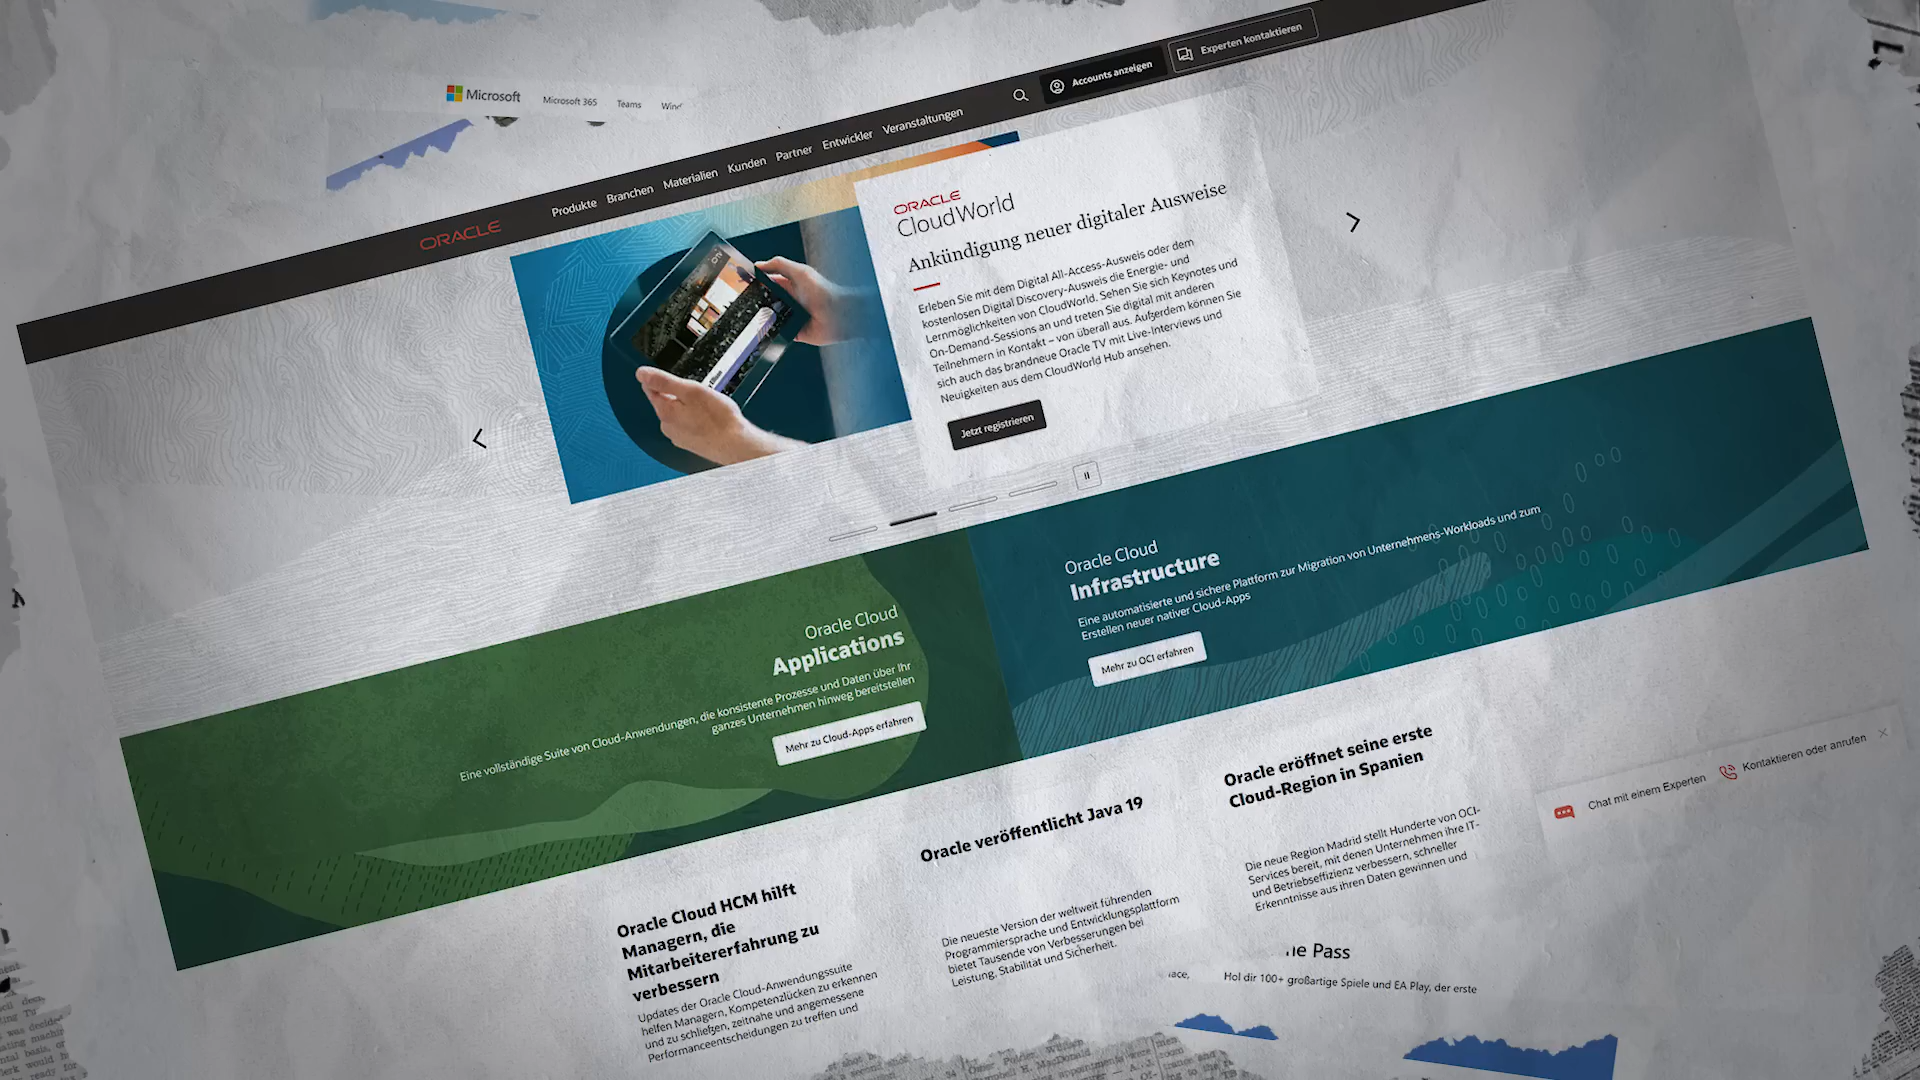 Microsoft
Microsoft 365
Teams
ORACLE
Produkte
Branchen
Materialien
Kunden
Partner
Entwickler
Veranstaltungen
Accounts anzeigen
Experten kontaktieren
ORACLE
CloudWorld
Ankündigung neuer digitaler Ausweise
Erleben Sie mit dem Digital All-Access-Ausweis oder dem
kostenlosen Digital Discovery-Ausweis die Energie- und
Lernmöglichkeiten von CloudWorld. Sehen Sie sich Keynotes und
On-Demand-Sessions an und treten Sie digital mit anderen
Teilnehmern in Kontakt – von überall aus. Außerdem können Sie
sich auch das brandneue Oracle TV mit Live-Interviews und
Neuigkeiten aus dem CloudWorld Hub ansehen.
Jetzt registrieren
Oracle Cloud
Applications
Eine vollständige Suite von Cloud-Anwendungen, die konsistente Prozesse und Daten über Ihr
ganzes Unternehmen hinweg bereitstellen
Mehr zu Cloud-Apps erfahren
Oracle Cloud
Infrastructure
Eine automatisierte und sichere Plattform zur Migration von Unternehmens-Workloads und zum
Erstellen neuer nativer Cloud-Apps
Mehr zu OCI erfahren
Oracle Cloud HCM hilft
Managern, die
Mitarbeitererfahrung zu
verbessern
Updates der Oracle Cloud-Anwendungssuite
helfen Managern, Kompetenzlücken zu erkennen
und zu schließen, zeitnahe und angemessene
Performanceentscheidungen zu treffen und
Oracle veröffentlicht Java 19
Die neueste Version der weltweit führenden
Programmiersprache und Entwicklungsplattform
bietet Tausende von Verbesserungen bei
Leistung, Stabilität und Sicherheit.
Oracle eröffnet seine erste
Cloud-Region in Spanien
Die neue Region Madrid stellt Hunderte von OCI-
Services bereit, mit denen Unternehmen ihre IT-
und Betriebseffizienz verbessern, schneller
Erkenntnisse aus ihren Daten gewinnen und
Chat mit einem Experten
Kontaktieren oder anrufen
Pass
Hol dir 100+ großartige Spiele und EA Play, der erste